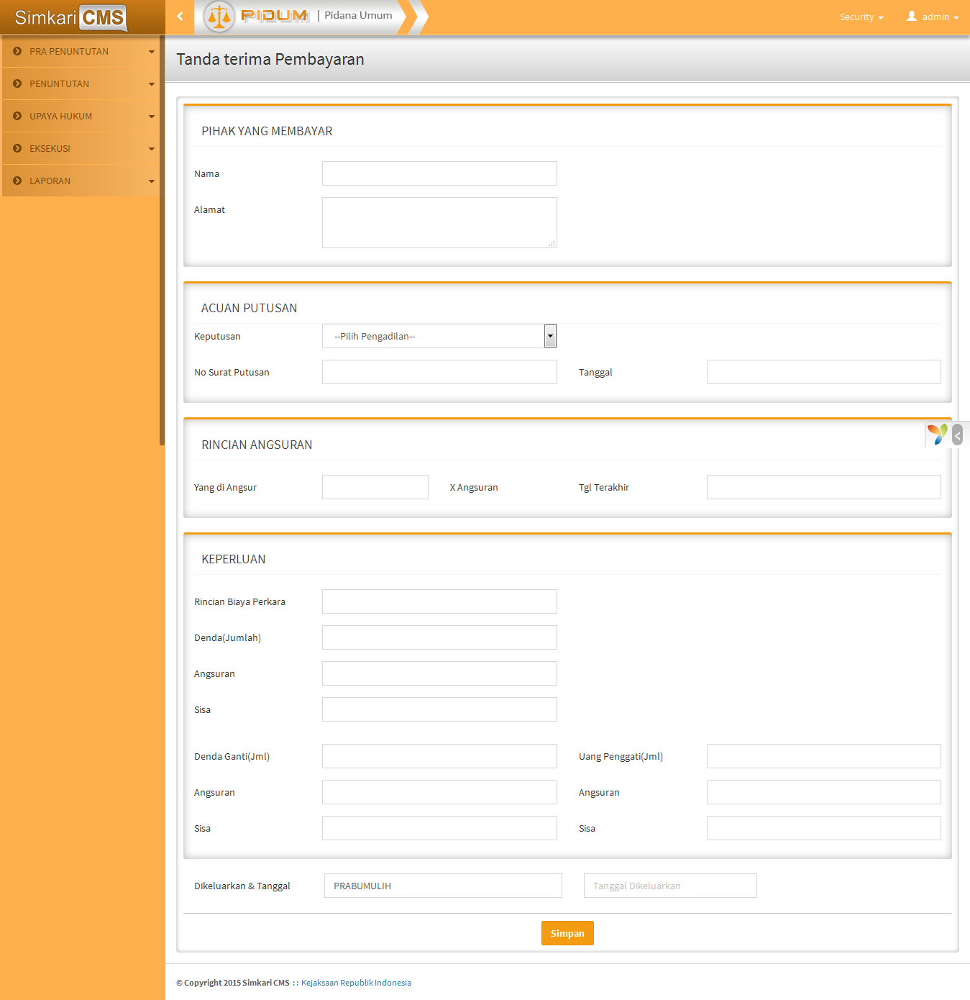 Simkari CMS
PIDUM | Pidana Umum
Security
admin
PRA PENUNTUTAN
PENUNTUTAN
UPAYA HUKUM
EKSEKUSI
LAPORAN
Tanda terima Pembayaran
PIHAK YANG MEMBAYAR
Nama
Alamat
ACUAN PUTUSAN
Keputusan
--Pilih Pengadilan--
No Surat Putusan
Tanggal
RINCIAN ANGSURAN
Yang di Angsur
X Angsuran
Tgl Terakhir
KEPERLUAN
Rincian Biaya Perkara
Denda(Jumlah)
Angsuran
Sisa
Denda Ganti(Jml)
Uang Penggati(Jml)
Angsuran
Angsuran
Sisa
Sisa
Dikeluarkan & Tanggal
PRABUMULIH
Tanggal Dikeluarkan
Simpan
© Copyright 2015 Simkari CMS :: Kejaksaan Republik Indonesia